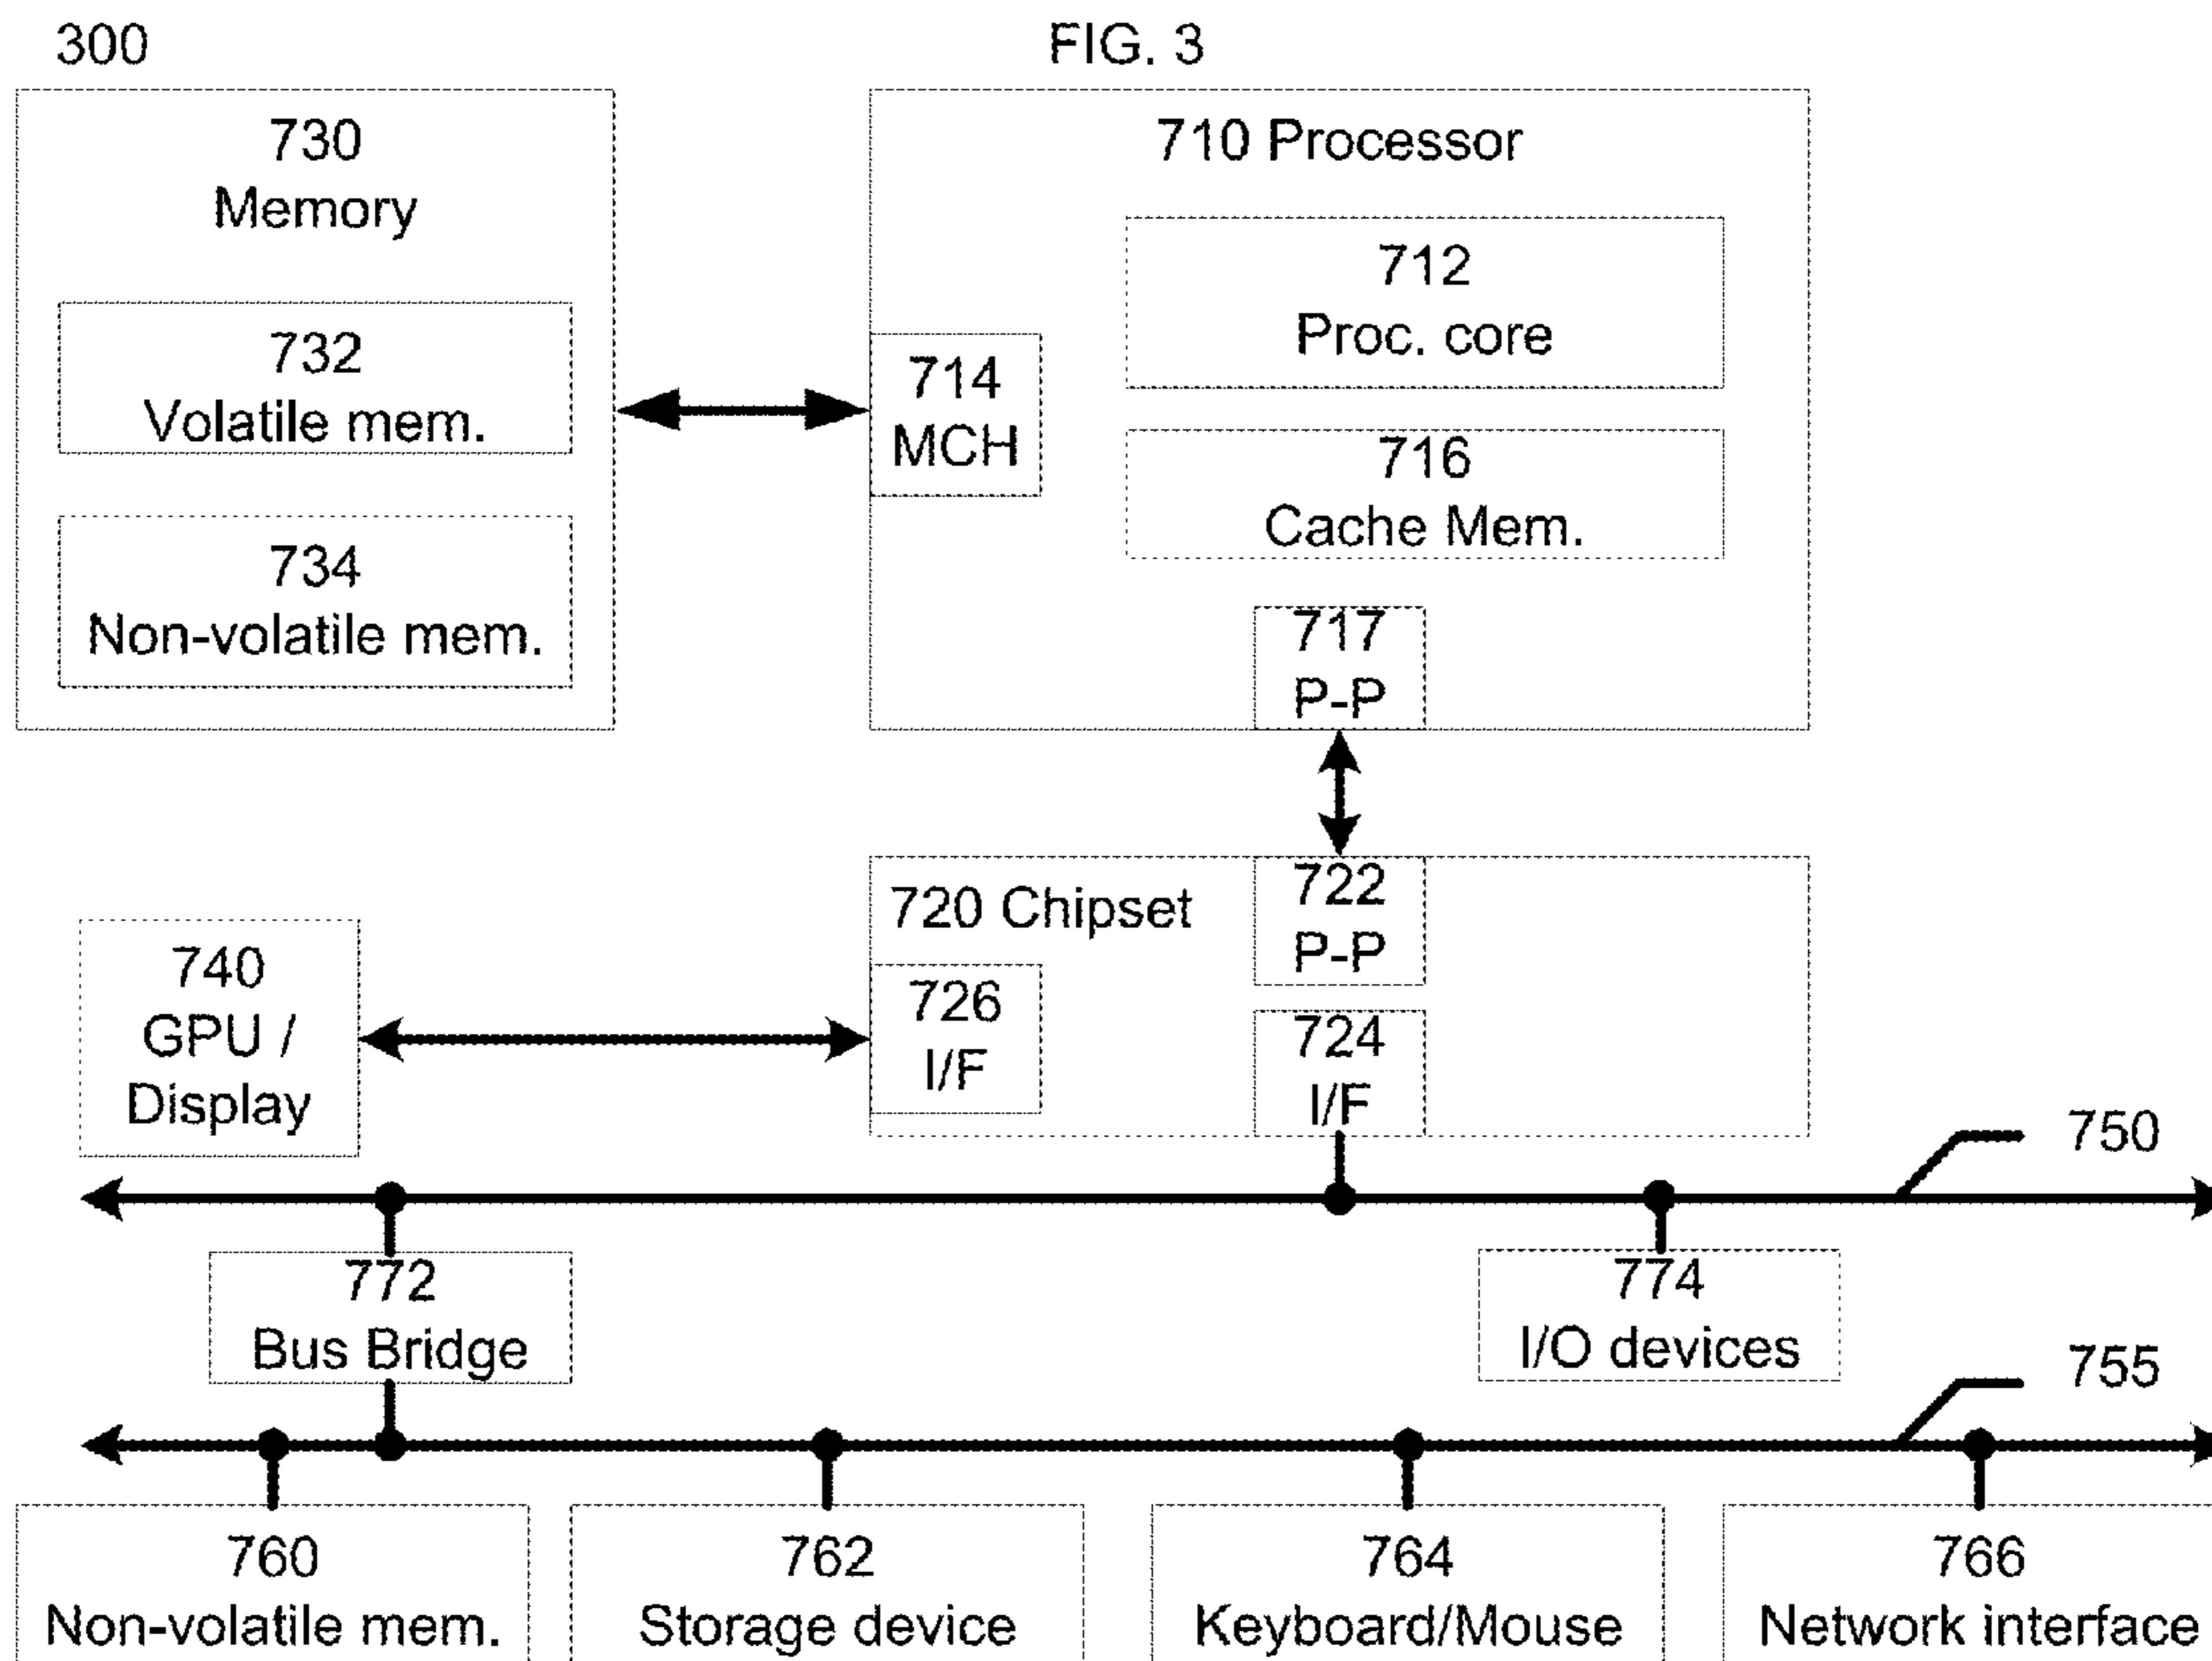 300
FIG. 3
730
Memory
732
Volatile mem.
734
Non-volatile mem.
710 Processor
712
Proc. core
714
MCH
716
Cache Mem.
717
P-P
720 Chipset
722
P-P
726
I/F
724
I/F
740
GPU /
Display
750
772
Bus Bridge
774
I/O devices
755
760
Non-volatile mem.
762
Storage device
764
Keyboard/Mouse
766
Network interface